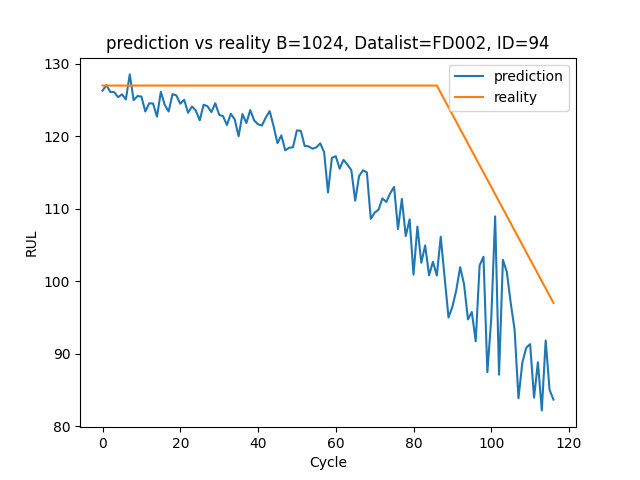 prediction vs reality B=1024, Datalist=FD002, ID=94
prediction
reality
130
120
110
100
90
80
RUL
0 20 40 60 80 100 120
Cycle